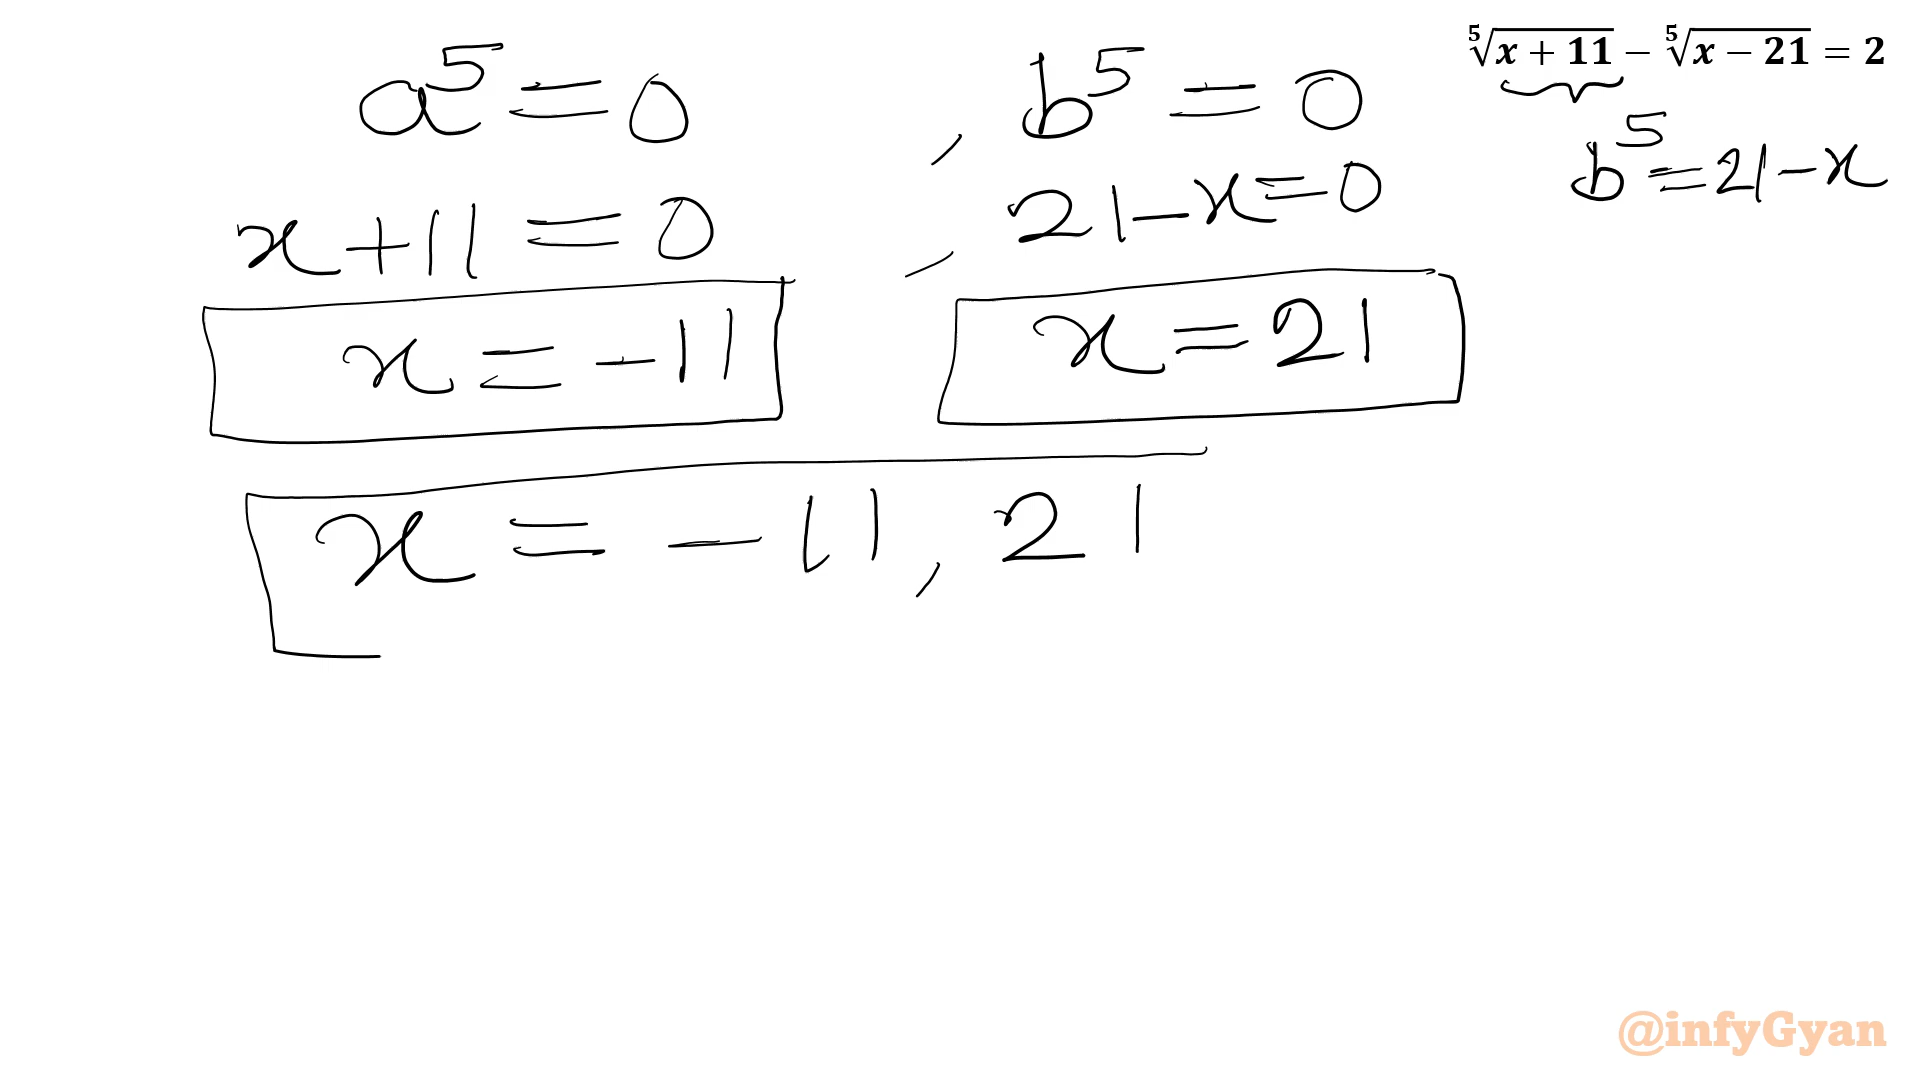 ⁵√(x + 11) − ⁵√(x − 21) = 2
a⁵ = 0 , b⁵ = 0
b⁵ = 21 − x
x + 11 = 0 , 21 − x = 0
x = −11 x = 21
x = −11, 21
@infyGyan